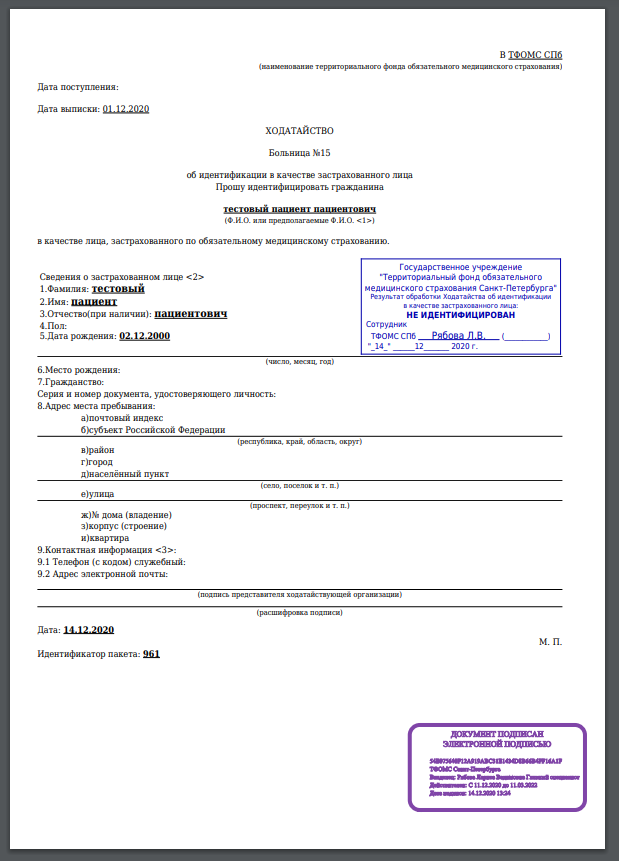 В ТФОМС СПб
(наименование территориального фонда обязательного медицинского страхования)
Дата поступления:
Дата выписки: 01.12.2020
ХОДАТАЙСТВО
Больница №15
об идентификации в качестве застрахованного лица
Прошу идентифицировать гражданина
тестовый пациент пациентович
(Ф.И.О. или предполагаемые Ф.И.О. <1>)
в качестве лица, застрахованного по обязательному медицинскому страхованию.
Сведения о застрахованном лице <2>
1.Фамилия: тестовый
2.Имя: пациент
3.Отчество(при наличии): пациентович
4.Пол:
5.Дата рождения: 02.12.2000
Государственное учреждение
"Территориальный фонд обязательного
медицинского страхования Санкт-Петербурга"
Результат обработки Ходатайства об идентификации
в качестве застрахованного лица:
НЕ ИДЕНТИФИЦИРОВАН
Сотрудник
ТФОМС СПб ___Рябова Л.В.___ (__________)
"_14_" _____12______ 2020 г.
(число, месяц, год)
6.Место рождения:
7.Гражданство:
Серия и номер документа, удостоверяющего личность:
8.Адрес места пребывания:
а)почтовый индекс
б)субъект Российской Федерации
(республика, край, область, округ)
в)район
г)город
д)населённый пункт
(село, поселок и т. п.)
е)улица
(проспект, переулок и т. п.)
ж)№ дома (владение)
з)корпус (строение)
и)квартира
9.Контактная информация <3>:
9.1 Телефон (с кодом) служебный:
9.2 Адрес электронной почты:
(подпись представителя ходатайствующей организации)
(расшифровка подписи)
Дата: 14.12.2020
М. П.
Идентификатор пакета: 961
ДОКУМЕНТ ПОДПИСАН
ЭЛЕКТРОННОЙ ПОДПИСЬЮ
ТФОМС Санкт-Петербурга
Владелец: Рябова Лариса Главный специалист
Действителен: С 11.12.2020 до 11.03.2022
Дата подписи: 14.12.2020 13:24